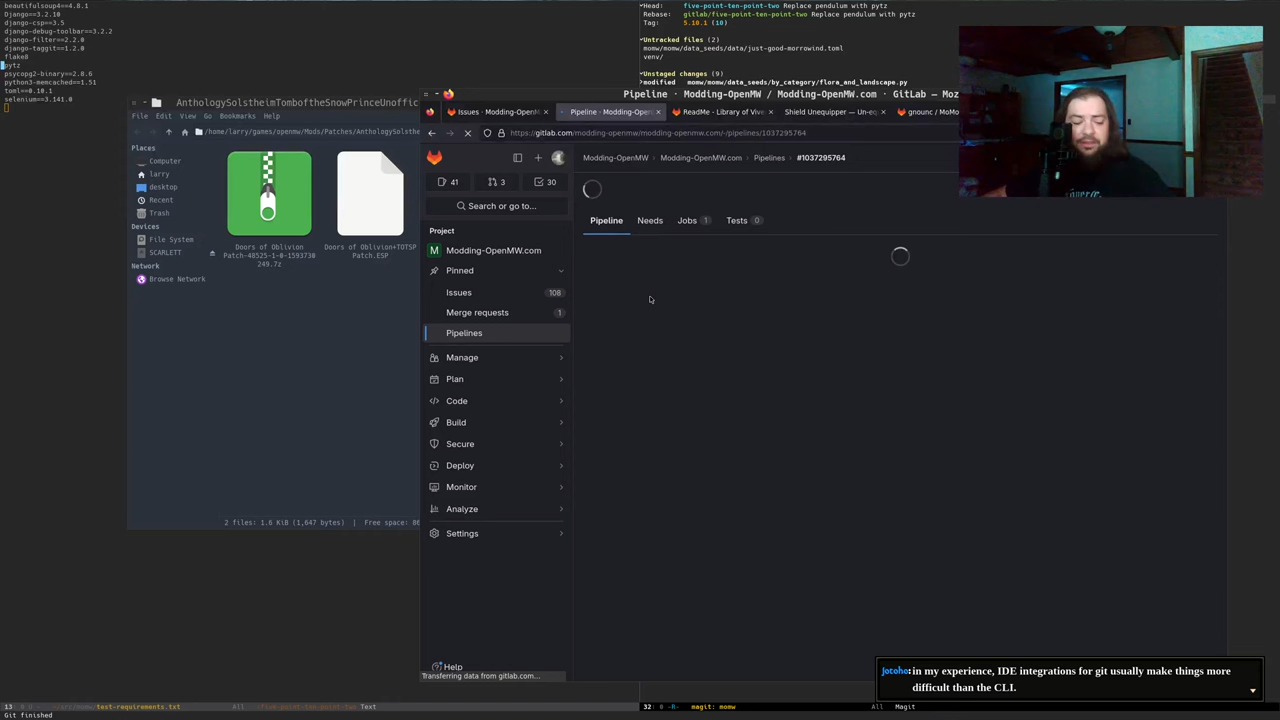 beautifulsoup4==4.8.1
Django==3.2.10
django-csp==3.5
django-debug-toolbar==3.2.2
django-filter==2.2.0
django-taggit==1.2.0
flake8
pytz
psycopg2-binary==2.8.6
python3-memcached==1.51
toml==0.10.1
selenium==3.141.0
Head: five-point-ten-point-two Replace pendulum with pytz
Rebase: gitlab/five-point-ten-point-two Replace pendulum with pytz
Tag: 5.10.1 (10)
Untracked files (2)
momw/momw/data_seeds/data/just-good-morrowind.toml
venv/
Unstaged changes (9)
modified momw/momw/data_seeds/by_category/flora_and_landscape.py
AnthologySolstheimTomboftheSnowPrinceUnoffic
File Edit View Go Bookmarks Help
/home/larry/games/openmw/Mods/Patches/AnthologySolsthe
Places
Computer
larry
desktop
Recent
Trash
Devices
File System
SCARLETT
Network
Browse Network
Doors of Oblivion
Patch-48525-1-0-1593730
249.7z
Doors of Oblivion+TOTSP
Patch.ESP
2 files: 1.6 KiB (1,647 bytes) | Free space: 86
Pipeline · Modding-OpenMW / Modding-OpenMW.com · GitLab — Moz
Issues · Modding-OpenM
Pipeline · Modding-Open
ReadMe - Library of Vive
Shield Unequipper — Un-eq
gnounc / MoMo
https://gitlab.com/modding-openmw/modding-openmw.com/-/pipelines/1037295764
Modding-OpenMW > Modding-OpenMW.com > Pipelines > #1037295764
41 3 30
Search or go to...
Project
M Modding-OpenMW.com
Pinned
Issues 108
Merge requests 1
Pipelines
Manage
Plan
Code
Build
Secure
Deploy
Monitor
Analyze
Settings
Help
Transferring data from gitlab.com...
Pipeline Needs Jobs 1 Tests 0
jotoho: in my experience, IDE integrations for git usually make things more
difficult than the CLI.
test-requirements.txt All five-point-ten-point-two Text
magit: momw All Magit
Git finished